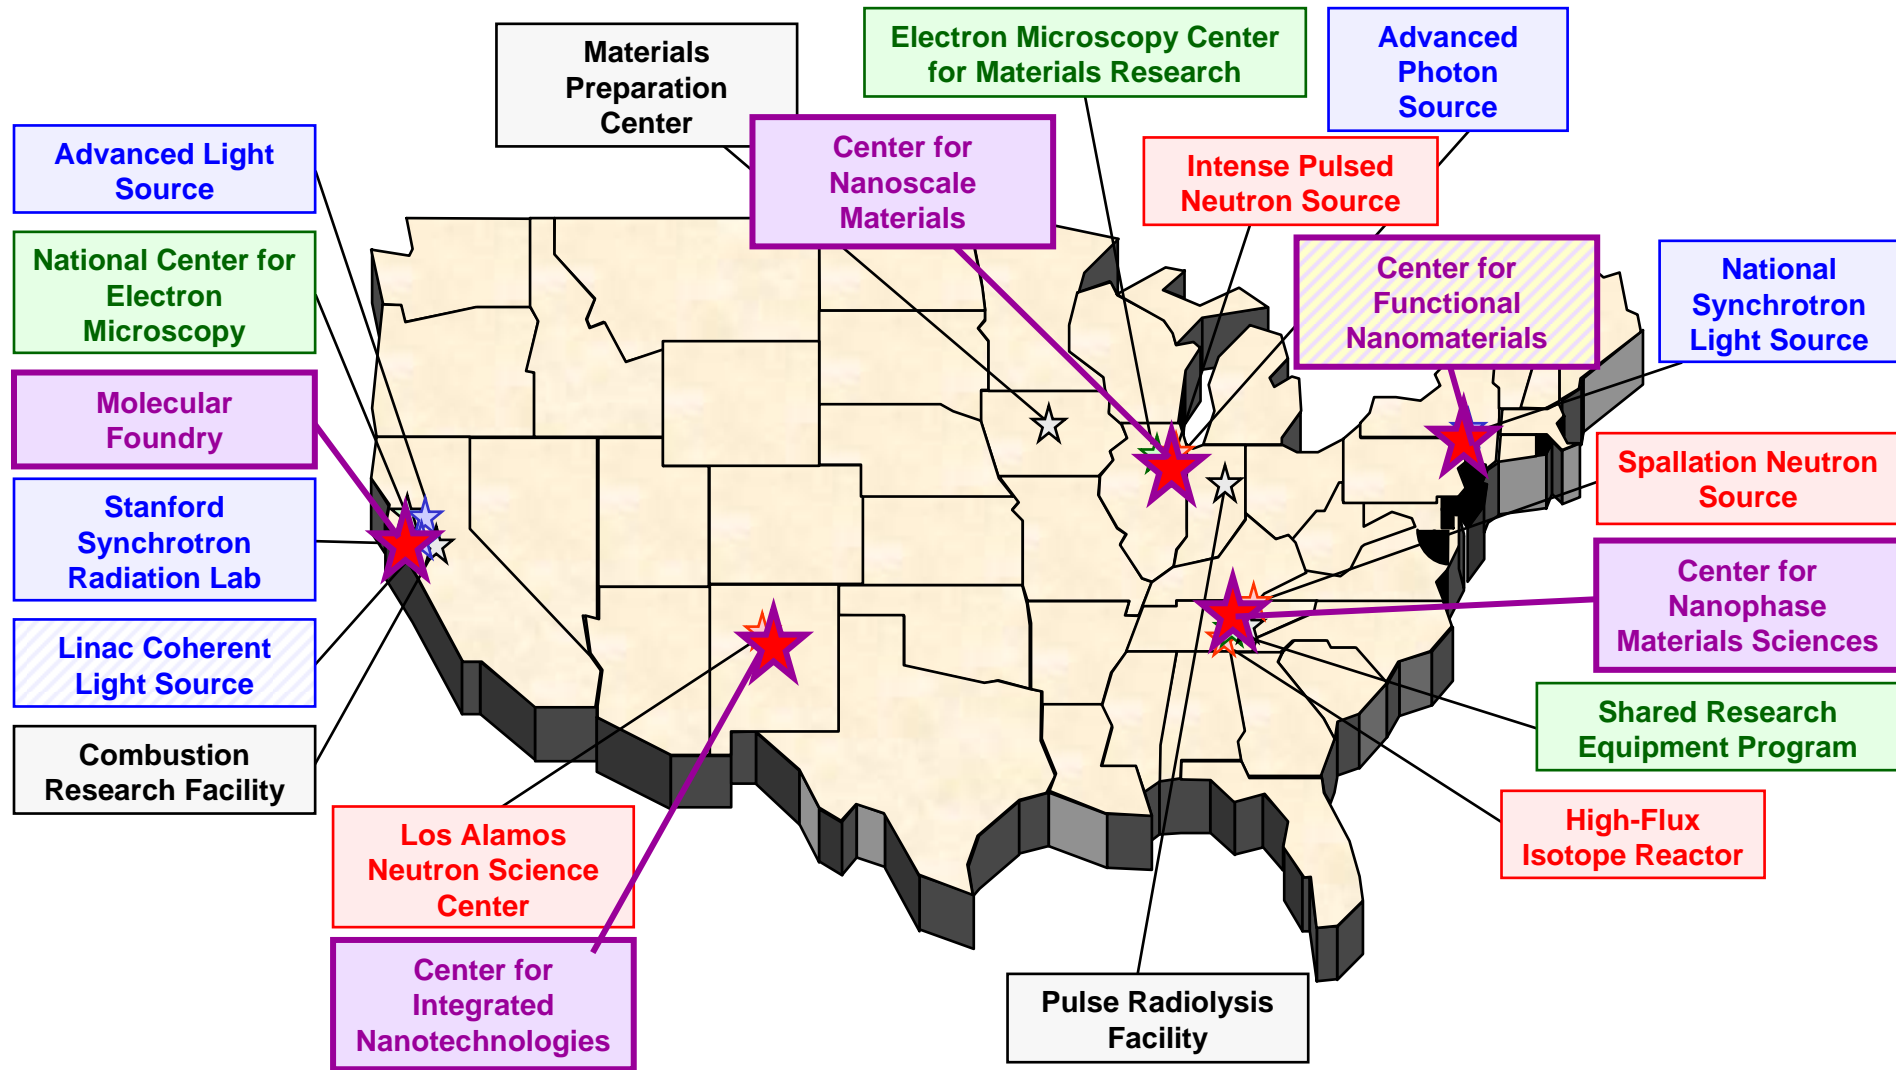 Materials
Preparation
Center
Electron Microscopy Center
for Materials Research
Advanced
Photon
Source
Advanced Light
Source
Center for
Nanoscale
Materials
Intense Pulsed
Neutron Source
National Center for
Electron
Microscopy
Center for
Functional
Nanomaterials
National
Synchrotron
Light Source
Molecular
Foundry
Spallation Neutron
Source
Stanford
Synchrotron
Radiation Lab
Center for
Nanophase
Materials Sciences
Linac Coherent
Light Source
Shared Research
Equipment Program
Combustion
Research Facility
High-Flux
Isotope Reactor
Los Alamos
Neutron Science
Center
Center for
Integrated
Nanotechnologies
Pulse Radiolysis
Facility